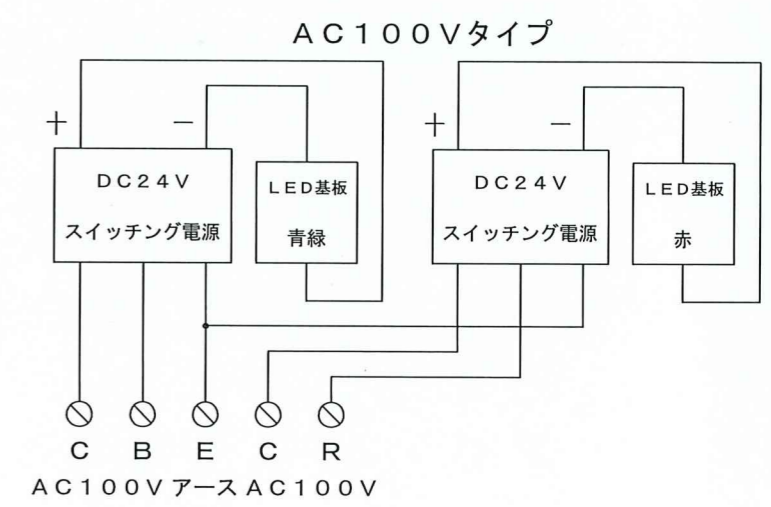 AC100Vタイプ
+ − + −
DC24V
スイッチング電源
LED基板
青緑
DC24V
スイッチング電源
LED基板
赤
C B E C R
AC100V アース AC100V